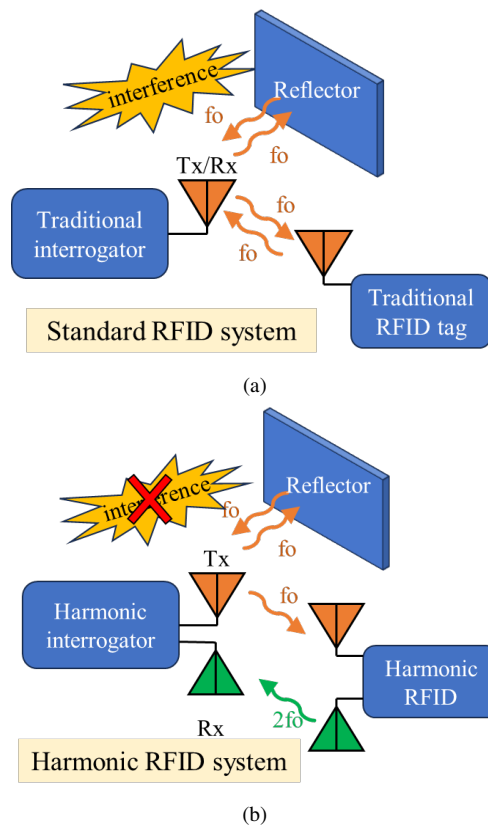 interference
Reflector
fo
fo
Tx/Rx
Traditional
interrogator
fo
fo
Traditional
RFID tag
Standard RFID system
(a)
interference
Reflector
fo
fo
Tx
Harmonic
interrogator
fo
Harmonic
RFID
2fo
Rx
Harmonic RFID system
(b)